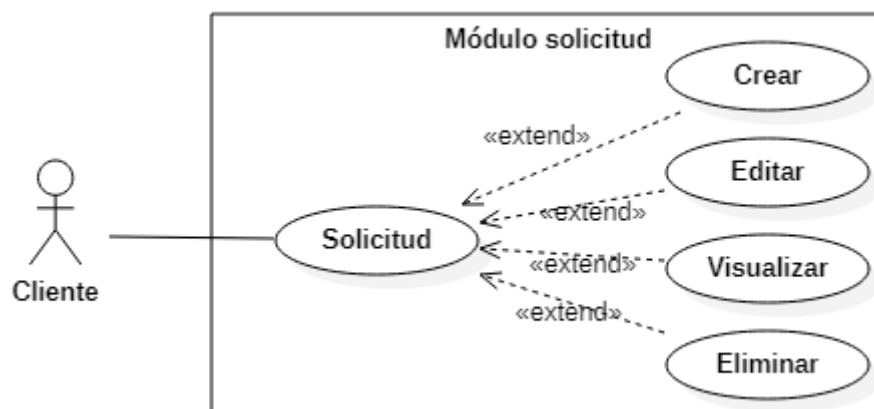 Módulo solicitud
Crear
«extend»
Editar
«extend»
Solicitud
«extend»
Visualizar
Cliente
«extend»
Eliminar